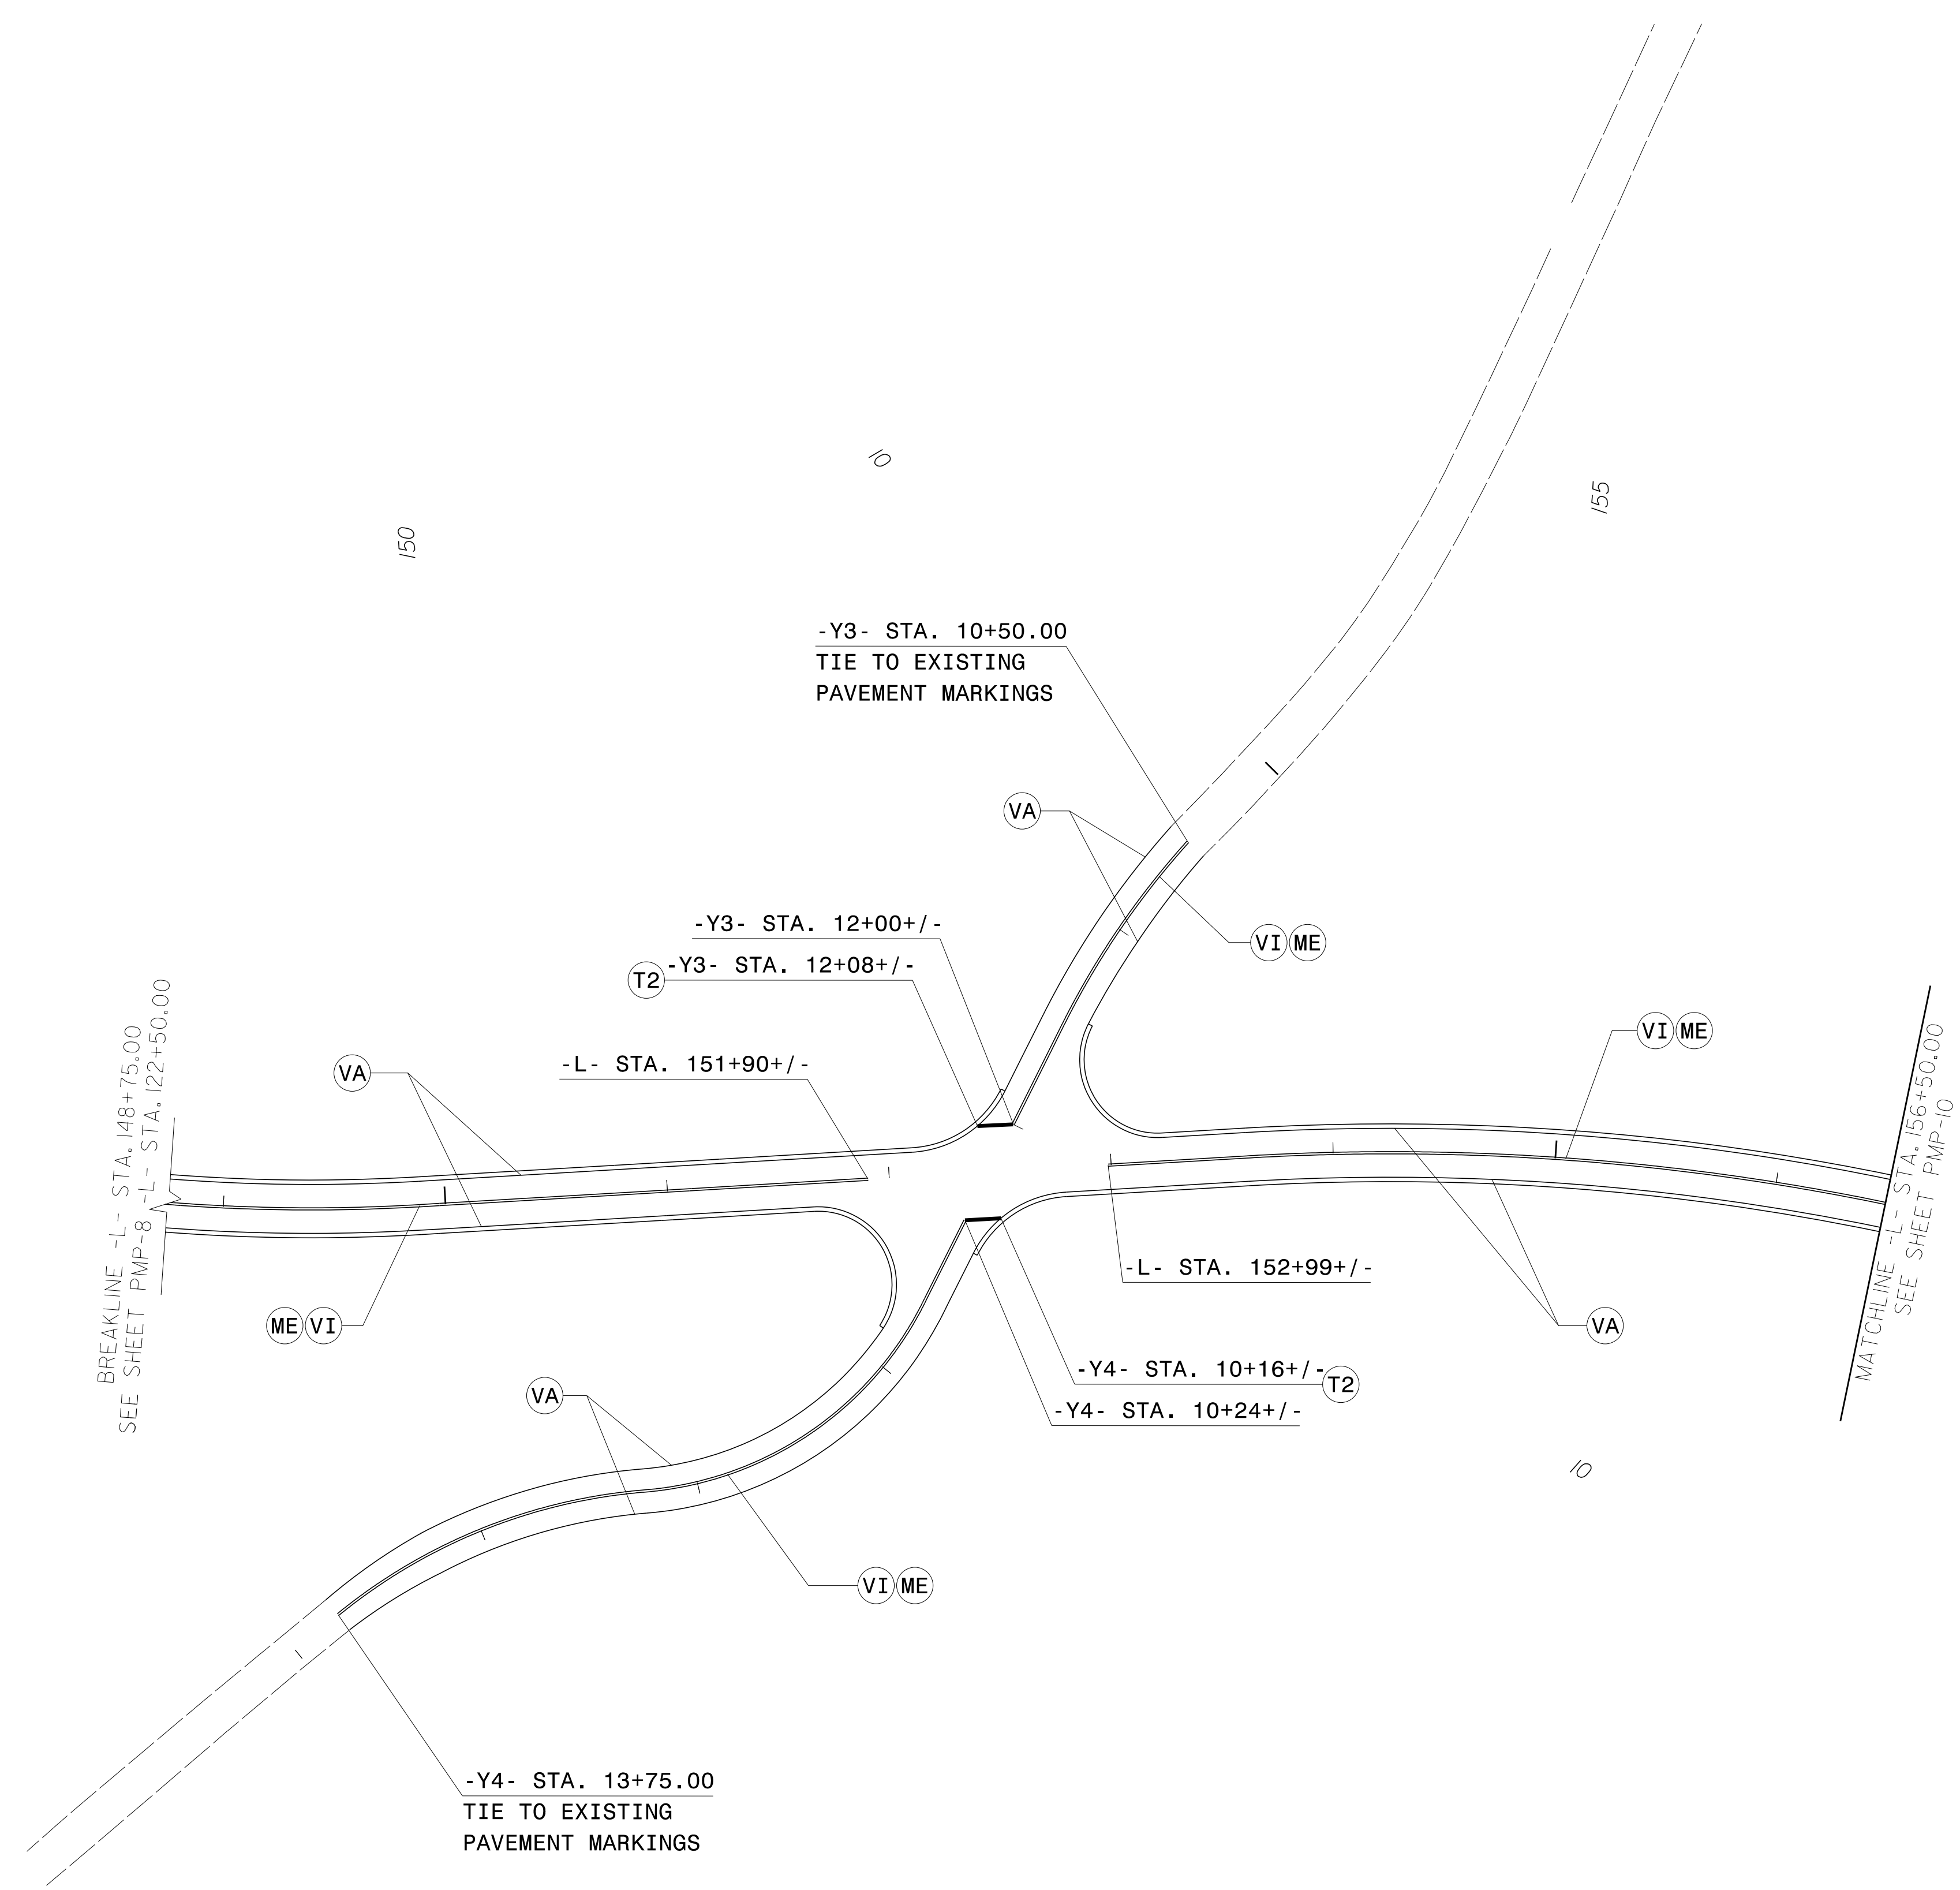 10
155
150
-Y3- STA. 10+50.00
TIE TO EXISTING
PAVEMENT MARKINGS
VA
-Y3- STA. 12+00+/-
VI ME
T2 -Y3- STA. 12+08+/-
-L- STA. 151+90+/-
VA
VI ME
BREAKLINE -L- STA. 148+75.00
SEE SHEET PMP-8 -L- STA. 122+50.00
MATCHLINE -L- STA. 156+50.00
SEE SHEET PMP-10
-L- STA. 152+99+/-
ME VI
VA
-Y4- STA. 10+16+/- T2
VA
-Y4- STA. 10+24+/-
10
VI ME
-Y4- STA. 13+75.00
TIE TO EXISTING
PAVEMENT MARKINGS